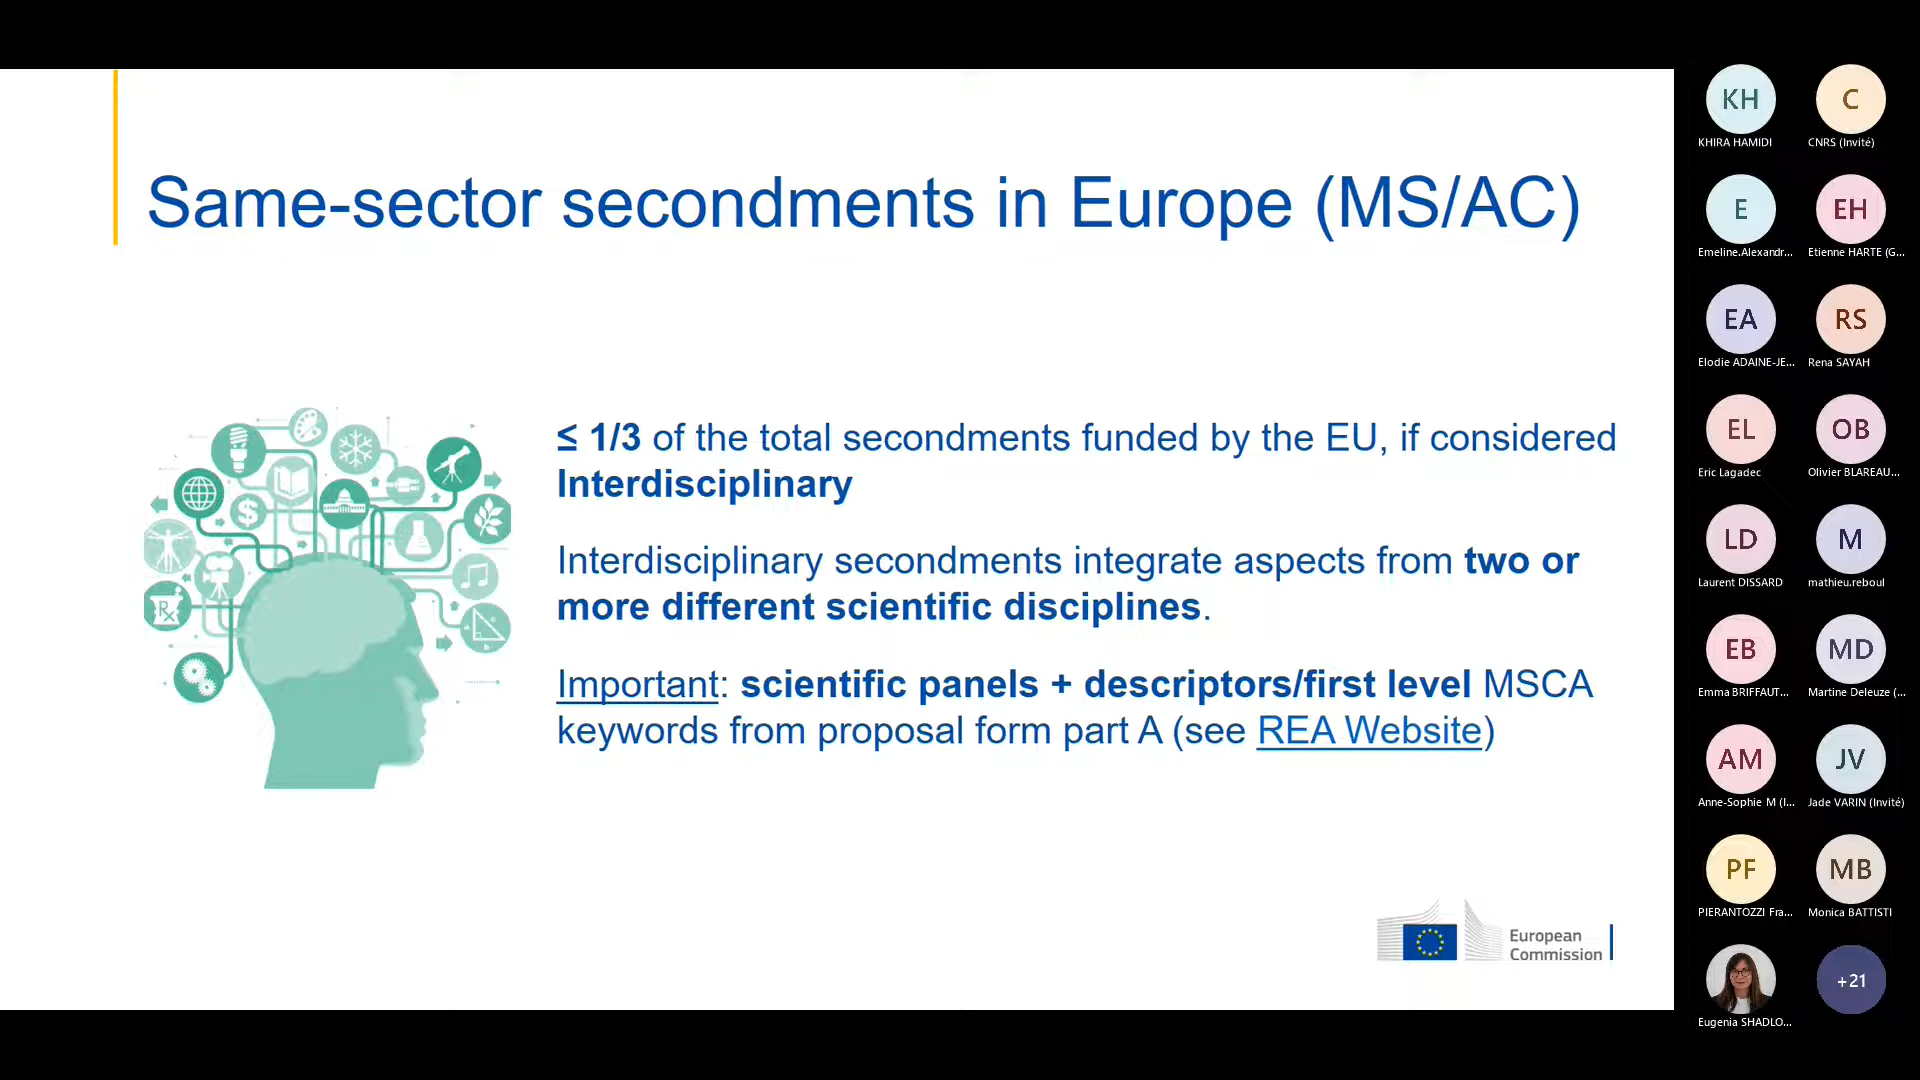 Same-sector secondments in Europe (MS/AC)
≤ 1/3 of the total secondments funded by the EU, if considered
Interdisciplinary
Interdisciplinary secondments integrate aspects from two or
more different scientific disciplines.
Important: scientific panels + descriptors/first level MSCA
keywords from proposal form part A (see REA Website)
$
Rx
European
Commission
KH
KHIRA HAMIDI
C
CNRS (Invité)
E
Emeline.Alexandr...
EH
Etienne HARTE (G...
EA
Elodie ADAINE-JE...
RS
Rena SAYAH
EL
Eric Lagadec
OB
Olivier BLAREAU...
LD
Laurent DISSARD
M
mathieu.reboul
EB
Emma BRIFFAUT...
MD
Martine Deleuze (...
AM
Anne-Sophie M (I...
JV
Jade VARIN (Invité)
PF
PIERANTOZZI Fra...
MB
Monica BATTISTI
Eugenia SHADLO...
+21